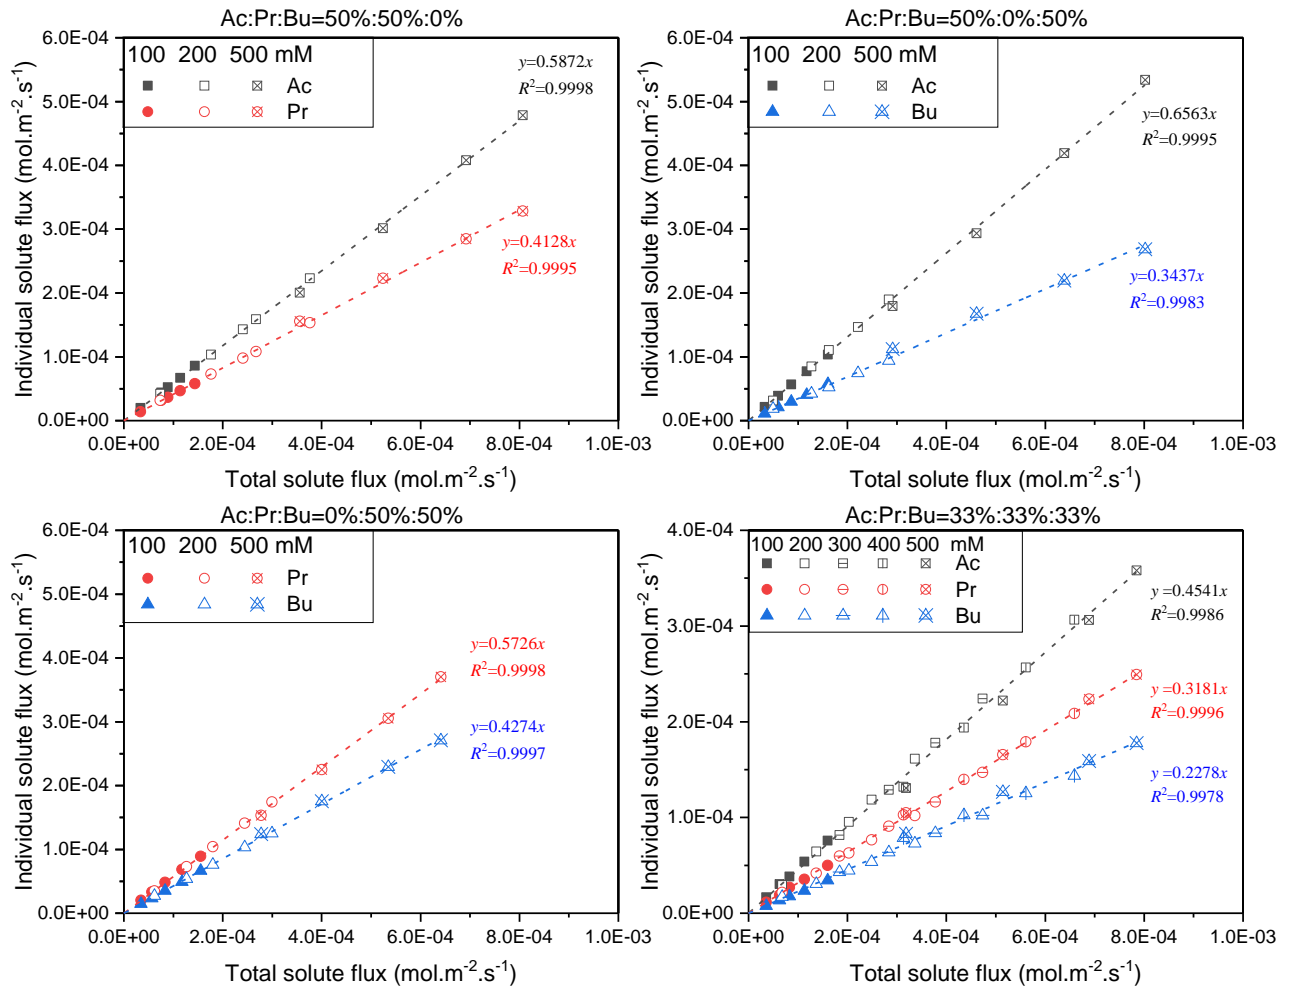 Ac:Pr:Bu=50%:50%:0%
6.0E-04
5.0E-04
4.0E-04
3.0E-04
2.0E-04
1.0E-04
0.0E+00
Individual solute flux (mol.m⁻².s⁻¹)
100 200 500 mM
Ac
Pr
y=0.5872x
R²=0.9998
y=0.4128x
R²=0.9995
0.0E+00 2.0E-04 4.0E-04 6.0E-04 8.0E-04 1.0E-03
Total solute flux (mol.m⁻².s⁻¹)
Ac:Pr:Bu=50%:0%:50%
6.0E-04
5.0E-04
4.0E-04
3.0E-04
2.0E-04
1.0E-04
0.0E+00
Individual solute flux (mol.m⁻².s⁻¹)
100 200 500 mM
Ac
Bu
y=0.6563x
R²=0.9995
y=0.3437x
R²=0.9983
0.0E+00 2.0E-04 4.0E-04 6.0E-04 8.0E-04 1.0E-03
Total solute flux (mol.m⁻².s⁻¹)
Ac:Pr:Bu=0%:50%:50%
6.0E-04
5.0E-04
4.0E-04
3.0E-04
2.0E-04
1.0E-04
0.0E+00
Individual solute flux (mol.m⁻².s⁻¹)
100 200 500 mM
Pr
Bu
y=0.5726x
R²=0.9998
y=0.4274x
R²=0.9997
0.0E+00 2.0E-04 4.0E-04 6.0E-04 8.0E-04 1.0E-03
Total solute flux (mol.m⁻².s⁻¹)
Ac:Pr:Bu=33%:33%:33%
4.0E-04
3.0E-04
2.0E-04
1.0E-04
0.0E+00
Individual solute flux (mol.m⁻².s⁻¹)
100 200 300 400 500 mM
Ac
Pr
Bu
y=0.4541x
R²=0.9986
y=0.3181x
R²=0.9996
y=0.2278x
R²=0.9978
0.0E+00 2.0E-04 4.0E-04 6.0E-04 8.0E-04 1.0E-03
Total solute flux (mol.m⁻².s⁻¹)